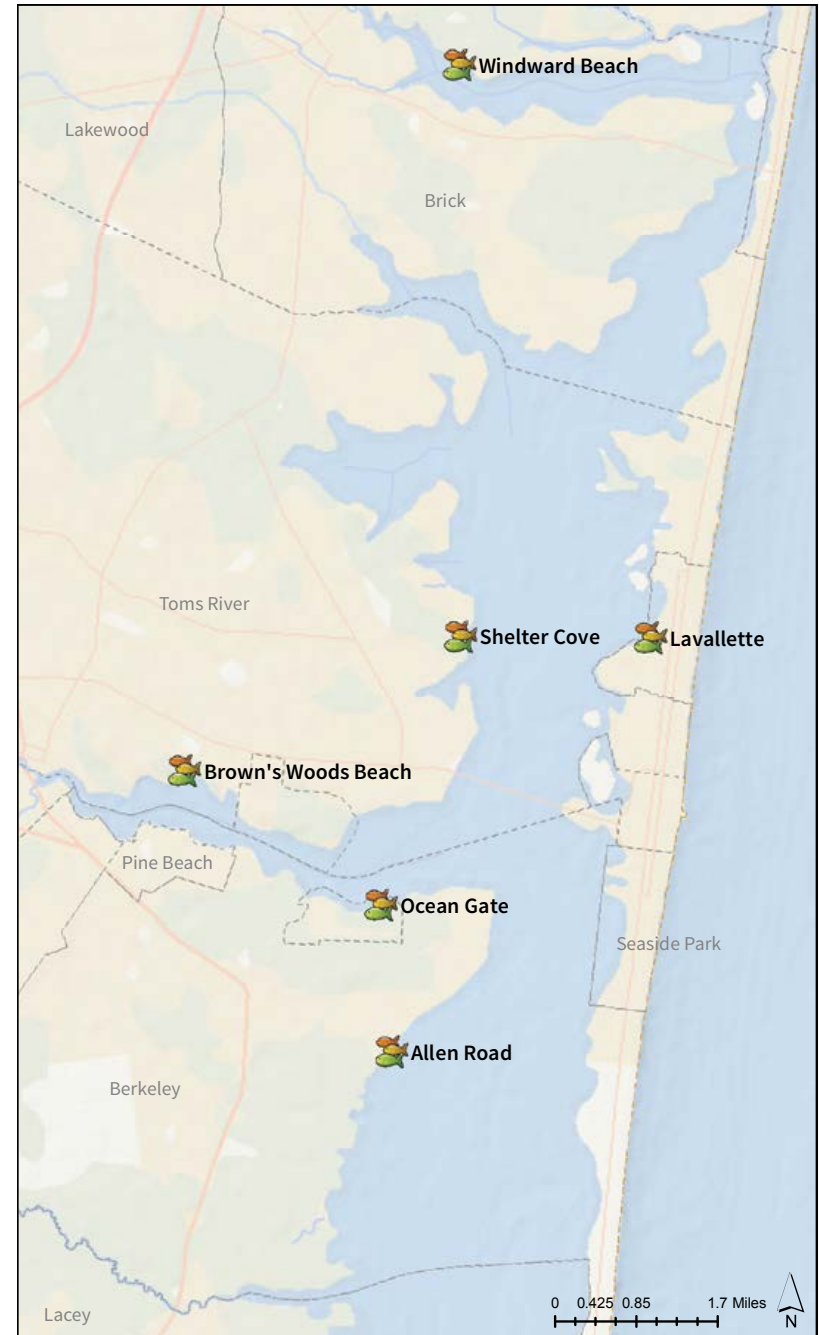 Windward Beach
Lakewood
Brick
Toms River
Shelter Cove
Lavallette
Brown's Woods Beach
Pine Beach
Ocean Gate
Seaside Park
Allen Road
Berkeley
Lacey
0 0.425 0.85 1.7 Miles
N